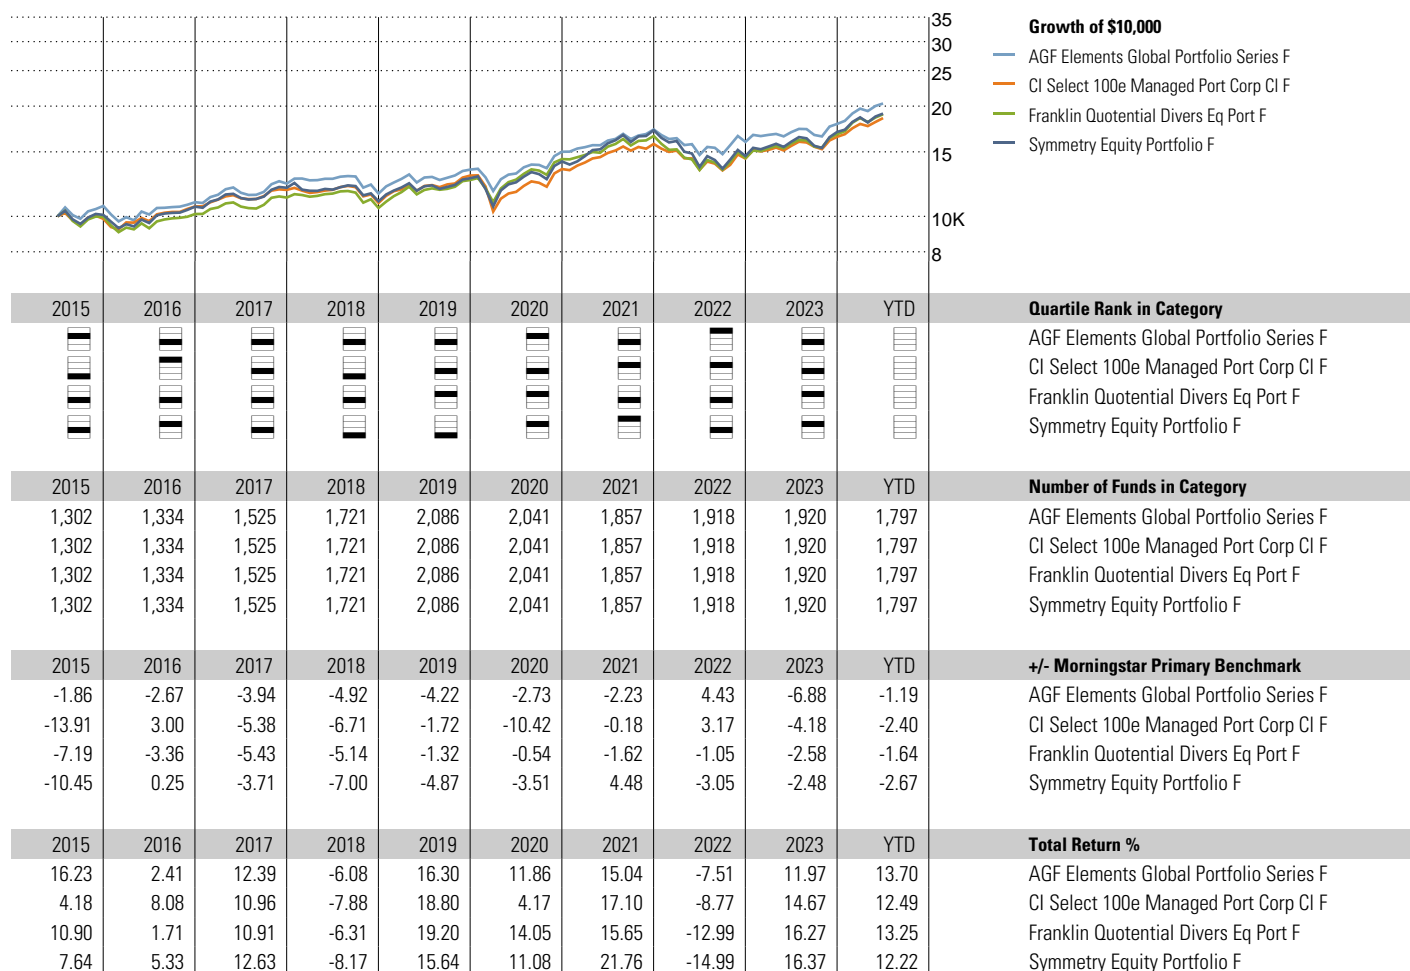 35
30
25
20
15
10K
8
Growth of $10,000
AGF Elements Global Portfolio Series F
CI Select 100e Managed Port Corp Cl F
Franklin Quotential Divers Eq Port F
Symmetry Equity Portfolio F
2015 2016 2017 2018 2019 2020 2021 2022 2023 YTD Quartile Rank in Category
AGF Elements Global Portfolio Series F
CI Select 100e Managed Port Corp Cl F
Franklin Quotential Divers Eq Port F
Symmetry Equity Portfolio F
2015 2016 2017 2018 2019 2020 2021 2022 2023 YTD Number of Funds in Category
1,302 1,334 1,525 1,721 2,086 2,041 1,857 1,918 1,920 1,797 AGF Elements Global Portfolio Series F
1,302 1,334 1,525 1,721 2,086 2,041 1,857 1,918 1,920 1,797 CI Select 100e Managed Port Corp Cl F
1,302 1,334 1,525 1,721 2,086 2,041 1,857 1,918 1,920 1,797 Franklin Quotential Divers Eq Port F
1,302 1,334 1,525 1,721 2,086 2,041 1,857 1,918 1,920 1,797 Symmetry Equity Portfolio F
2015 2016 2017 2018 2019 2020 2021 2022 2023 YTD +/- Morningstar Primary Benchmark
-1.86 -2.67 -3.94 -4.92 -4.22 -2.73 -2.23 4.43 -6.88 -1.19 AGF Elements Global Portfolio Series F
-13.91 3.00 -5.38 -6.71 -1.72 -10.42 -0.18 3.17 -4.18 -2.40 CI Select 100e Managed Port Corp Cl F
-7.19 -3.36 -5.43 -5.14 -1.32 -0.54 -1.62 -1.05 -2.58 -1.64 Franklin Quotential Divers Eq Port F
-10.45 0.25 -3.71 -7.00 -4.87 -3.51 4.48 -3.05 -2.48 -2.67 Symmetry Equity Portfolio F
2015 2016 2017 2018 2019 2020 2021 2022 2023 YTD Total Return %
16.23 2.41 12.39 -6.08 16.30 11.86 15.04 -7.51 11.97 13.70 AGF Elements Global Portfolio Series F
4.18 8.08 10.96 -7.88 18.80 4.17 17.10 -8.77 14.67 12.49 CI Select 100e Managed Port Corp Cl F
10.90 1.71 10.91 -6.31 19.20 14.05 15.65 -12.99 16.27 13.25 Franklin Quotential Divers Eq Port F
7.64 5.33 12.63 -8.17 15.64 11.08 21.76 -14.99 16.37 12.22 Symmetry Equity Portfolio F